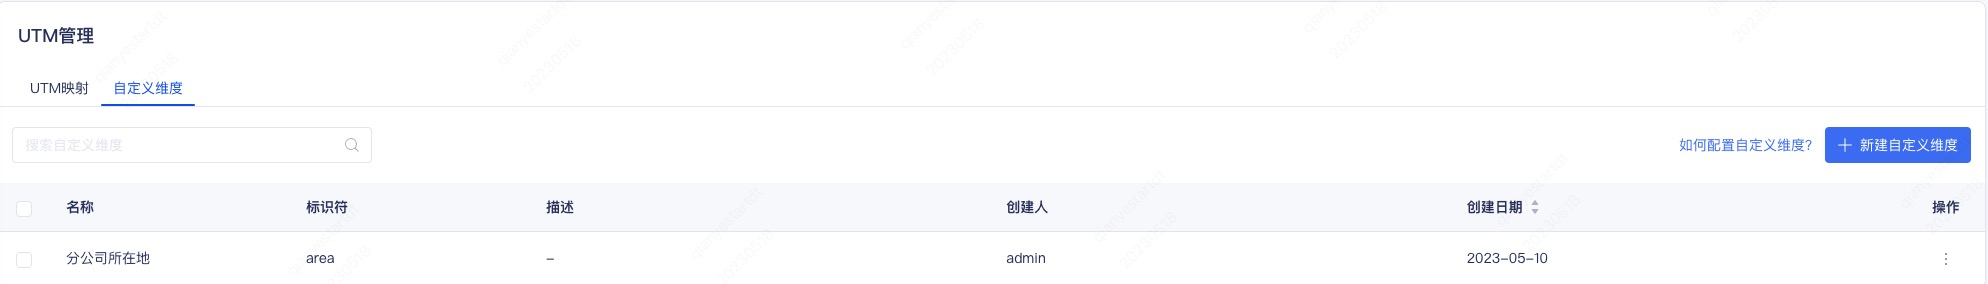 UTM管理
UTM映射 自定义维度
搜索自定义维度 如何配置自定义维度? 新建自定义维度
名称 标识符 描述 创建人 创建日期 操作
分公司所在地 area – admin 2023-05-10